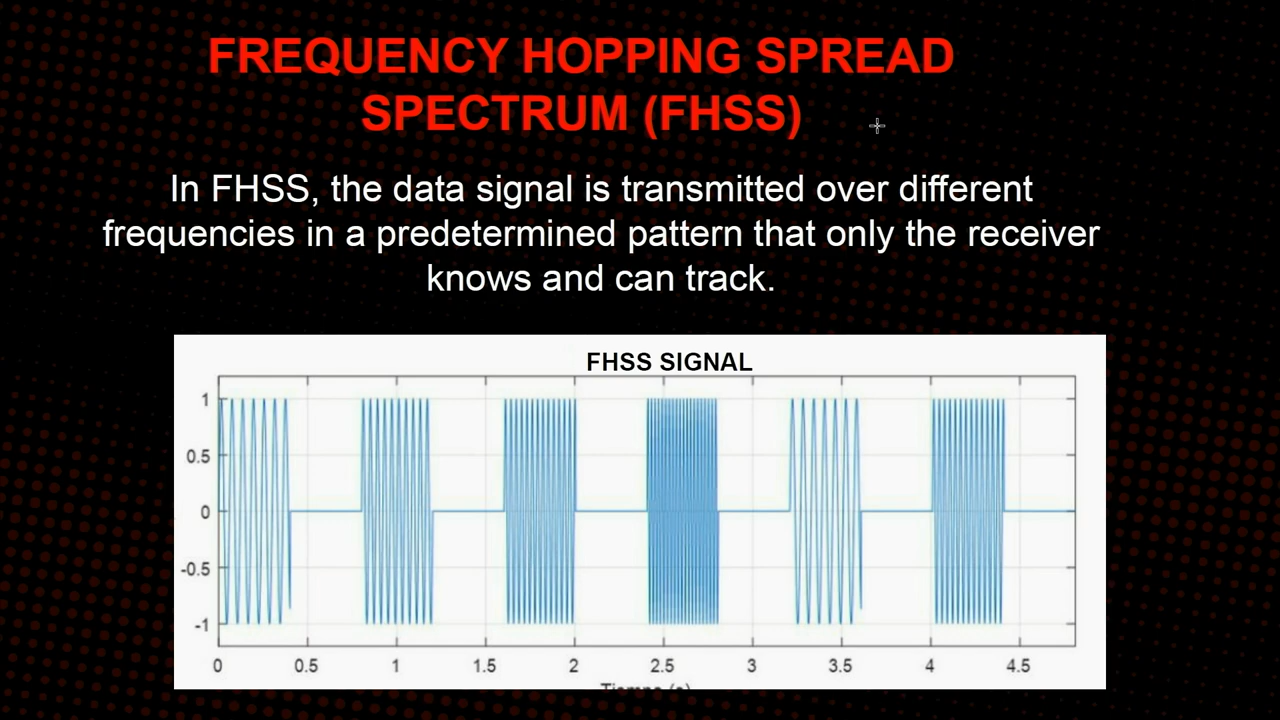 FREQUENCY HOPPING SPREAD
SPECTRUM (FHSS)
In FHSS, the data signal is transmitted over different
frequencies in a predetermined pattern that only the receiver
knows and can track.
FHSS SIGNAL
1
0.5
0
-0.5
-1
0 0.5 1 1.5 2 2.5 3 3.5 4 4.5